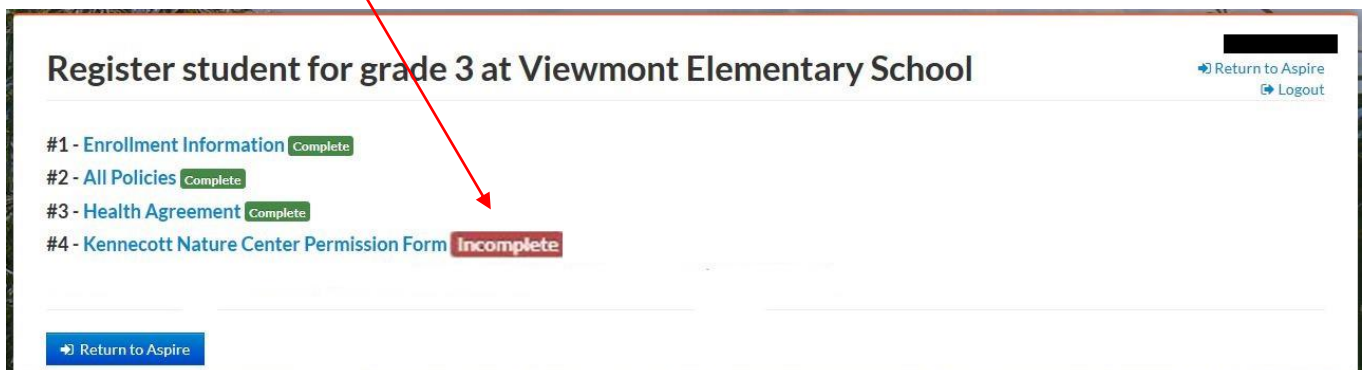 Register student for grade 3 at Viewmont Elementary School
Return to Aspire
Logout
#1 - Enrollment Information Complete
#2 - All Policies Complete
#3 - Health Agreement Complete
#4 - Kennecott Nature Center Permission Form Incomplete
Return to Aspire